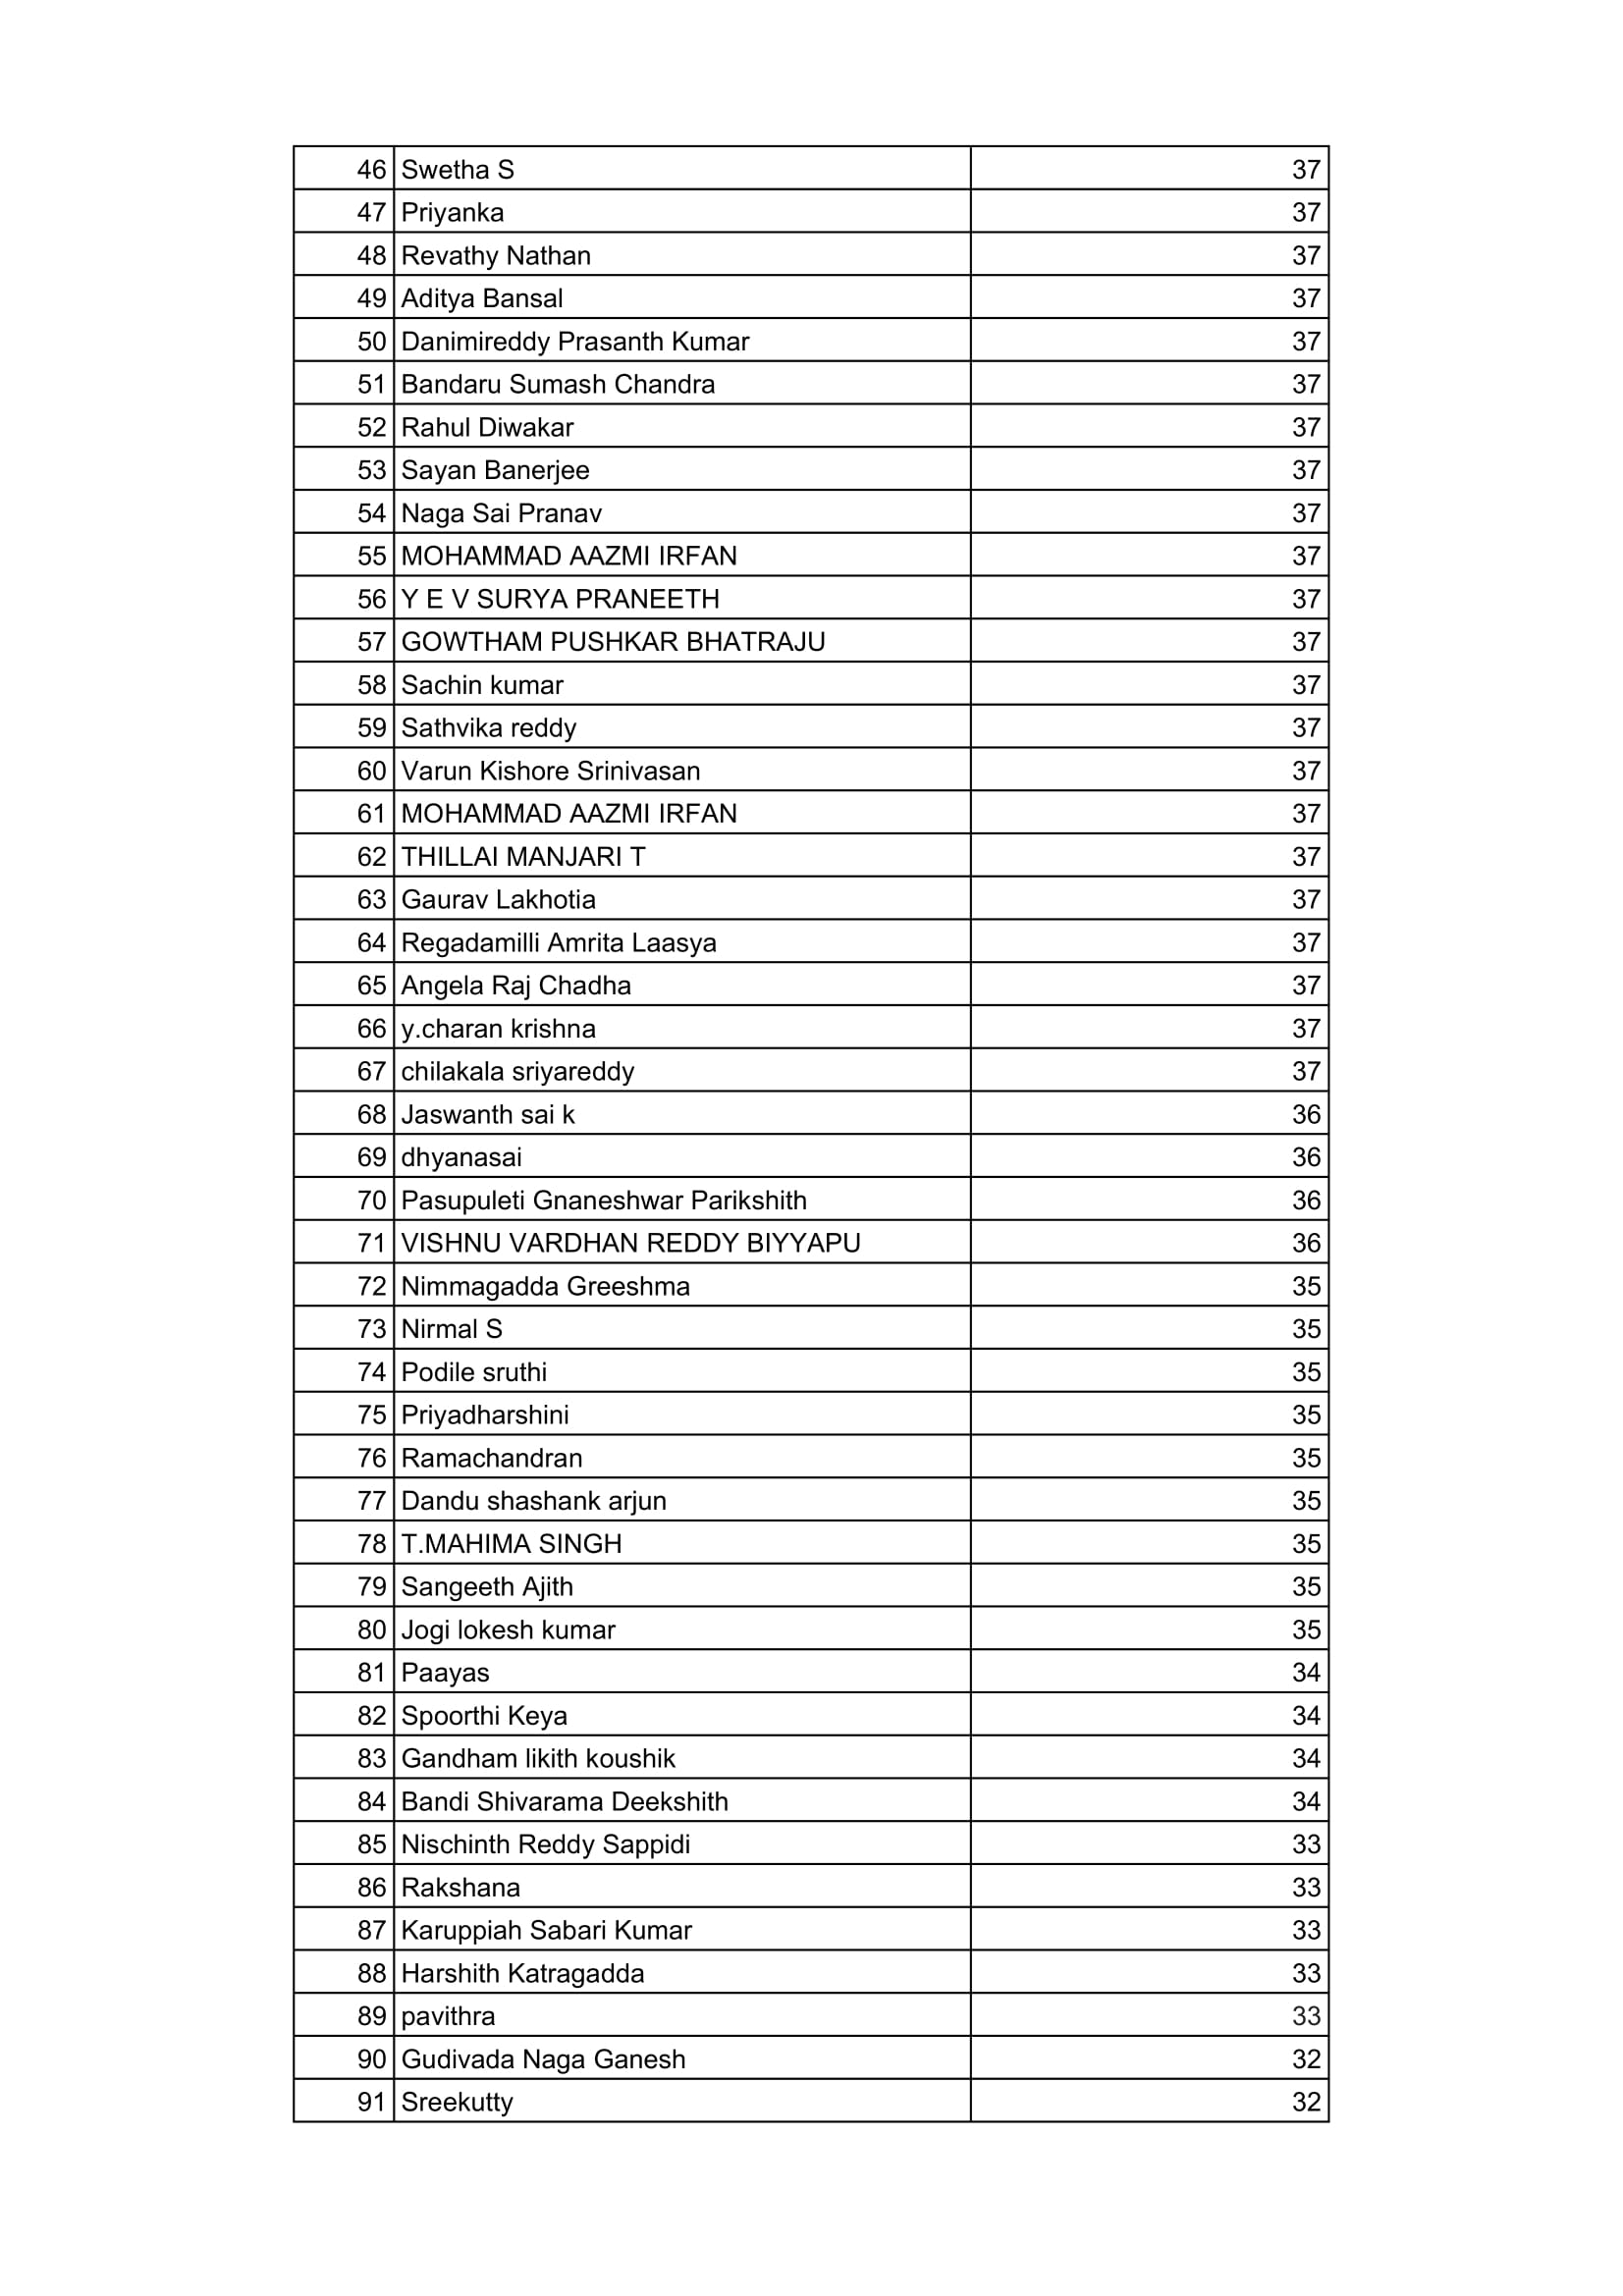 46 Swetha S 37
47 Priyanka 37
48 Revathy Nathan 37
49 Aditya Bansal 37
50 Danimireddy Prasanth Kumar 37
51 Bandaru Sumash Chandra 37
52 Rahul Diwakar 37
53 Sayan Banerjee 37
54 Naga Sai Pranav 37
55 MOHAMMAD AAZMI IRFAN 37
56 Y E V SURYA PRANEETH 37
57 GOWTHAM PUSHKAR BHATRAJU 37
58 Sachin kumar 37
59 Sathvika reddy 37
60 Varun Kishore Srinivasan 37
61 MOHAMMAD AAZMI IRFAN 37
62 THILLAI MANJARI T 37
63 Gaurav Lakhotia 37
64 Regadamilli Amrita Laasya 37
65 Angela Raj Chadha 37
66 y.charan krishna 37
67 chilakala sriyareddy 37
68 Jaswanth sai k 36
69 dhyanasai 36
70 Pasupuleti Gnaneshwar Parikshith 36
71 VISHNU VARDHAN REDDY BIYYAPU 36
72 Nimmagadda Greeshma 35
73 Nirmal S 35
74 Podile sruthi 35
75 Priyadharshini 35
76 Ramachandran 35
77 Dandu shashank arjun 35
78 T.MAHIMA SINGH 35
79 Sangeeth Ajith 35
80 Jogi lokesh kumar 35
81 Paayas 34
82 Spoorthi Keya 34
83 Gandham likith koushik 34
84 Bandi Shivarama Deekshith 34
85 Nischinth Reddy Sappidi 33
86 Rakshana 33
87 Karuppiah Sabari Kumar 33
88 Harshith Katragadda 33
89 pavithra 33
90 Gudivada Naga Ganesh 32
91 Sreekutty 32